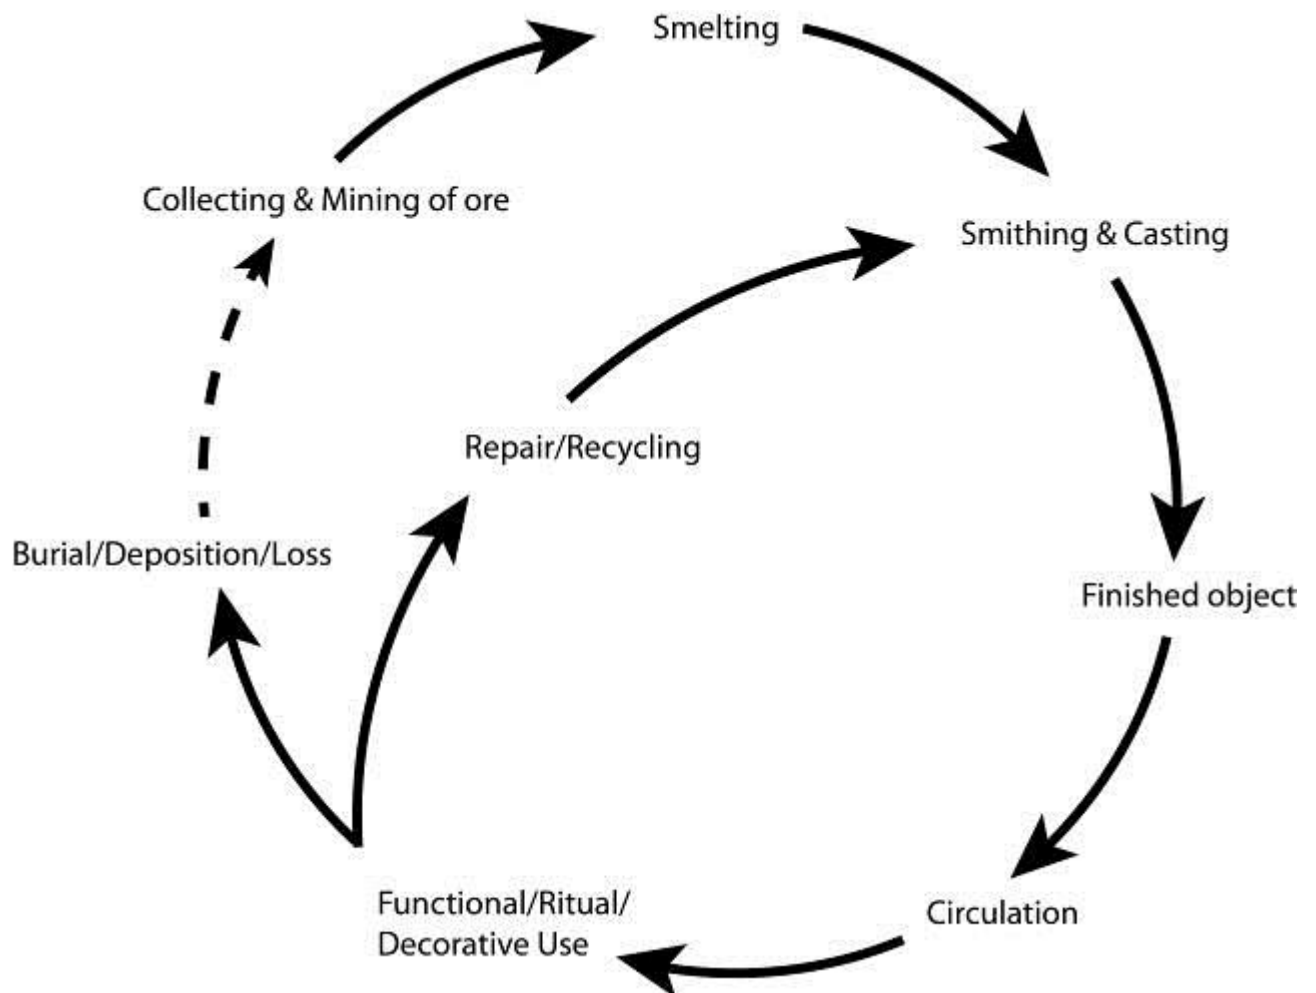 Smelting
Collecting & Mining of ore
Smithing & Casting
Repair/Recycling
Burial/Deposition/Loss
Finished object
Functional/Ritual/
Decorative Use
Circulation